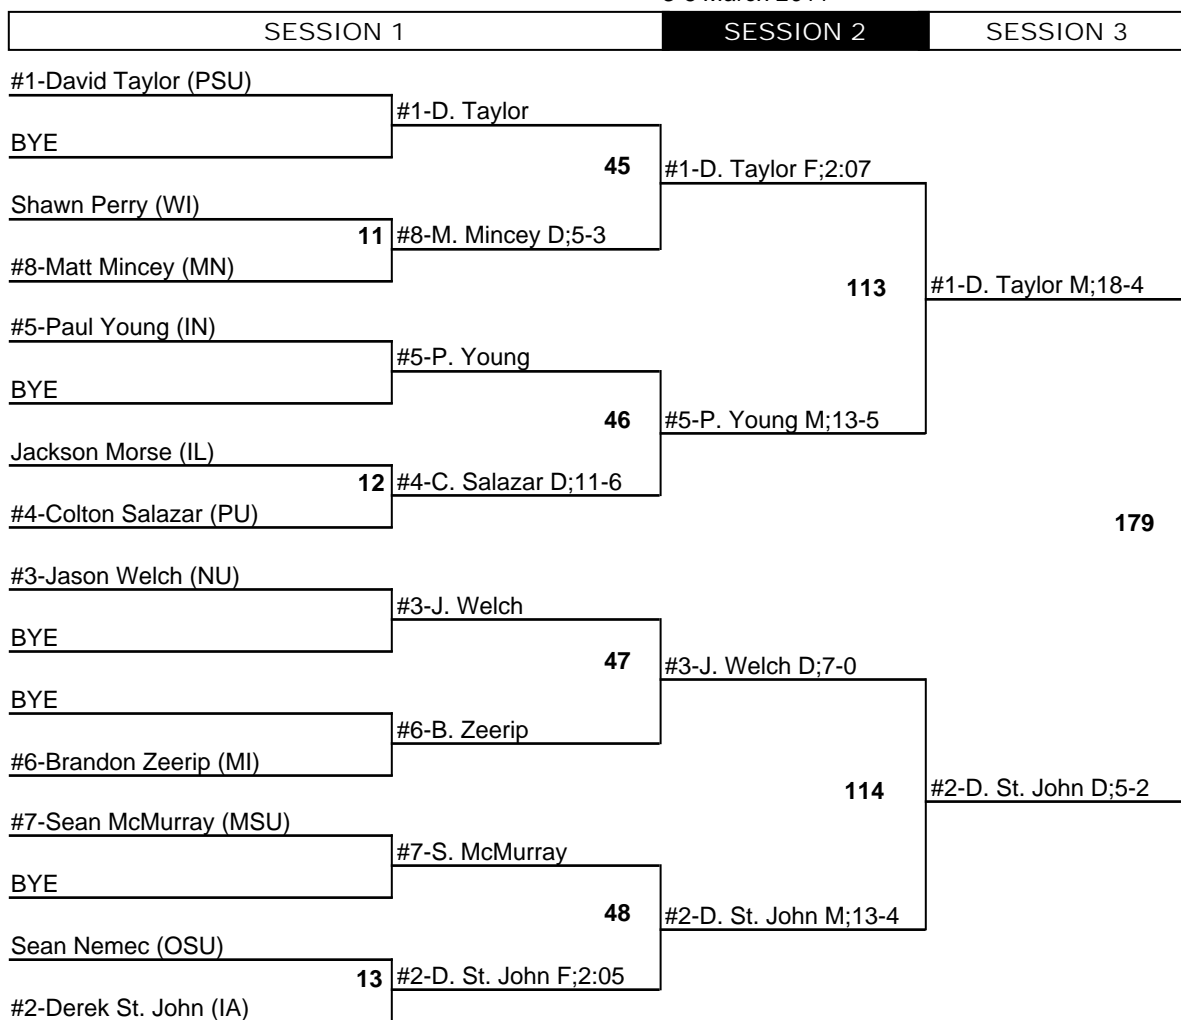 SESSION 1 SESSION 2 SESSION 3
#1-David Taylor (PSU)
#1-D. Taylor
BYE
45 #1-D. Taylor F;2:07
Shawn Perry (WI)
11 #8-M. Mincey D;5-3
#8-Matt Mincey (MN)
113 #1-D. Taylor M;18-4
#5-Paul Young (IN)
#5-P. Young
BYE
46 #5-P. Young M;13-5
Jackson Morse (IL)
12 #4-C. Salazar D;11-6
#4-Colton Salazar (PU)
179
#3-Jason Welch (NU)
#3-J. Welch
BYE
47 #3-J. Welch D;7-0
BYE
#6-B. Zeerip
#6-Brandon Zeerip (MI)
114 #2-D. St. John D;5-2
#7-Sean McMurray (MSU)
#7-S. McMurray
BYE
48 #2-D. St. John M;13-4
Sean Nemec (OSU)
13 #2-D. St. John F;2:05
#2-Derek St. John (IA)